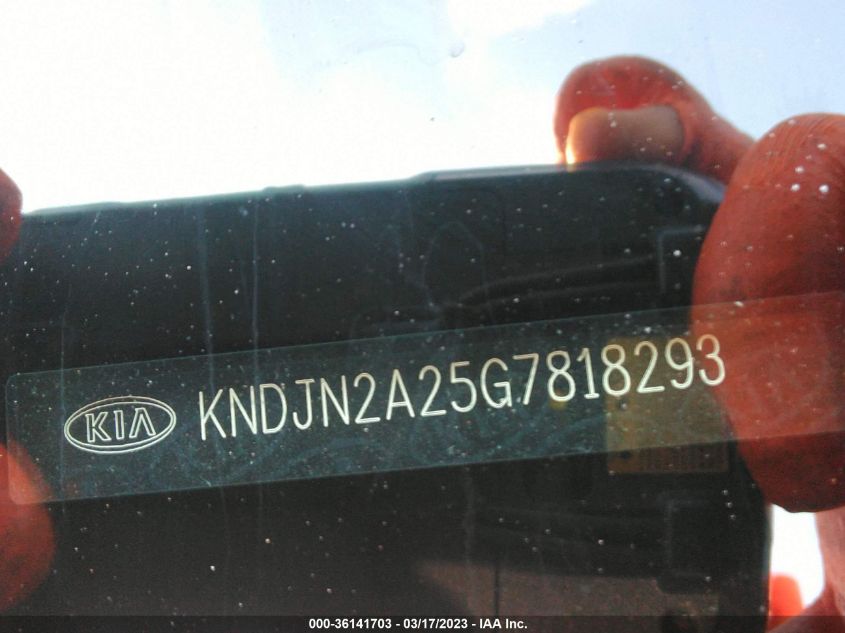 KIA KNDJN2A25G7818293
000-36141703 - 03/17/2023 - IAA Inc.